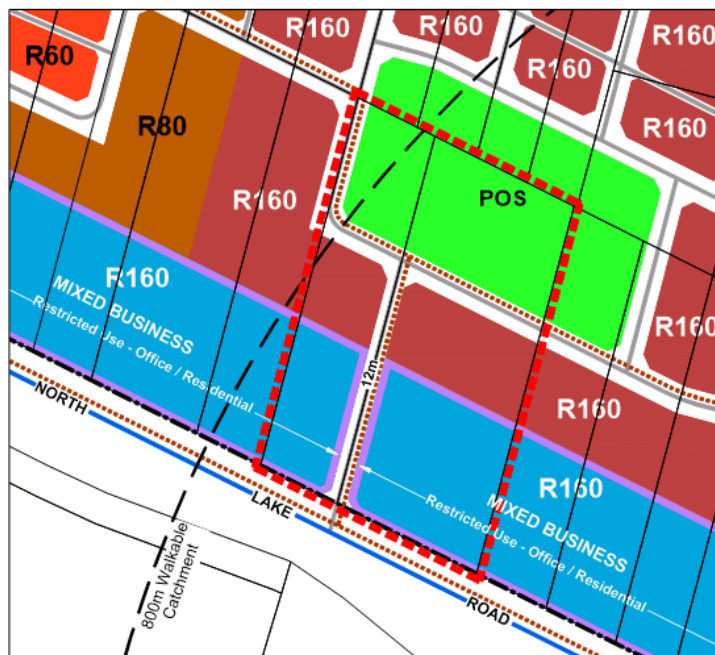 R160
R160
R160
R60
R160
R80
R160
R160
POS
R160
R160
MIXED BUSINESS
Restricted Use - Office / Residential
12m
R160
R160
MIXED BUSINESS
Restricted Use - Office / Residential
NORTH
LAKE
ROAD
800m Walkable
Catchment